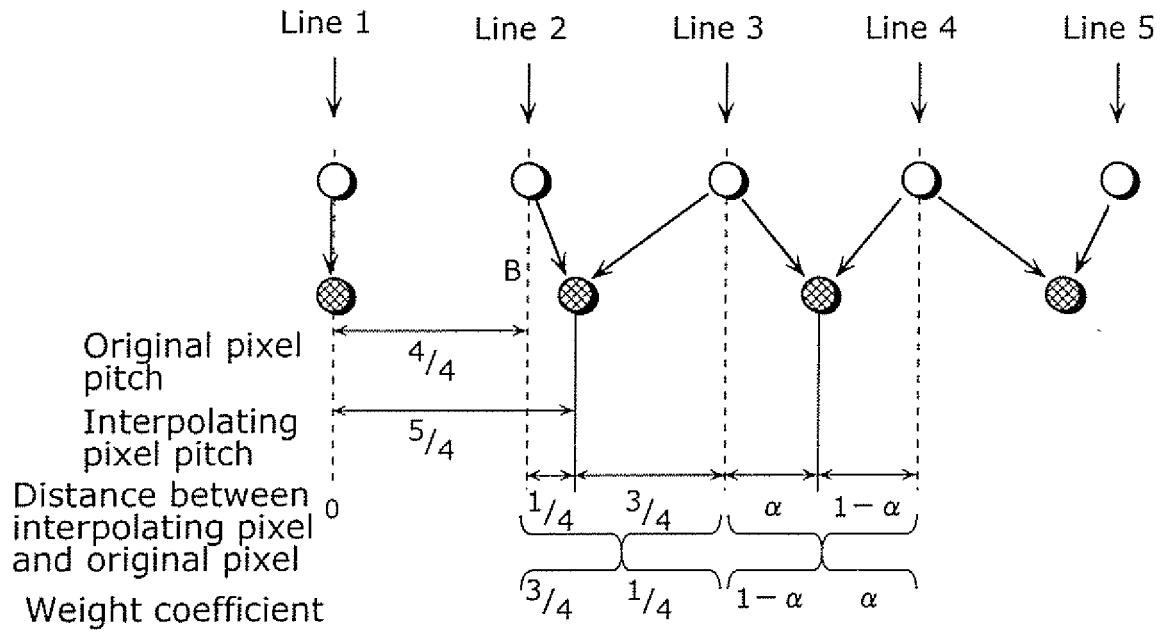 Line 1 Line 2 Line 3 Line 4 Line 5
B
Original pixel
pitch
4/4
Interpolating
pixel pitch
5/4
Distance between
interpolating pixel
and original pixel
0 1/4 3/4 α 1-α
Weight coefficient
3/4 1/4 1-α α